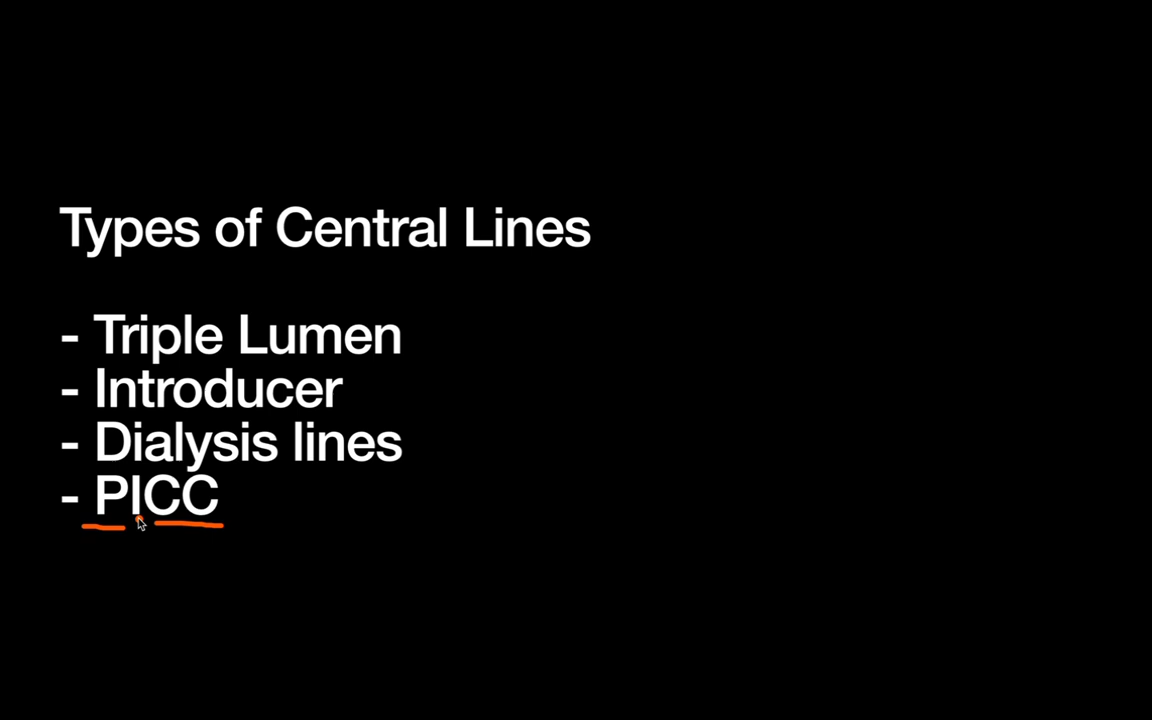 Types of Central Lines
- Triple Lumen
- Introducer
- Dialysis lines
- PICC